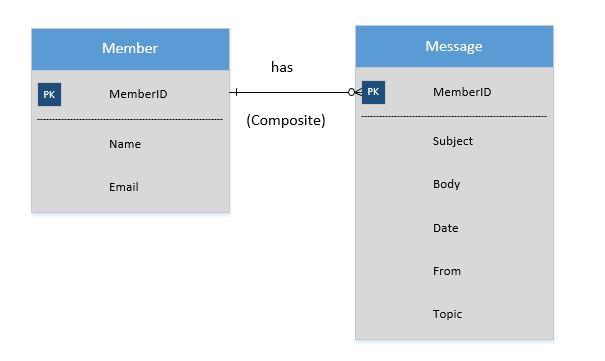 Member
PK MemberID
Name
Email
has
(Composite)
Message
PK MemberID
Subject
Body
Date
From
Topic